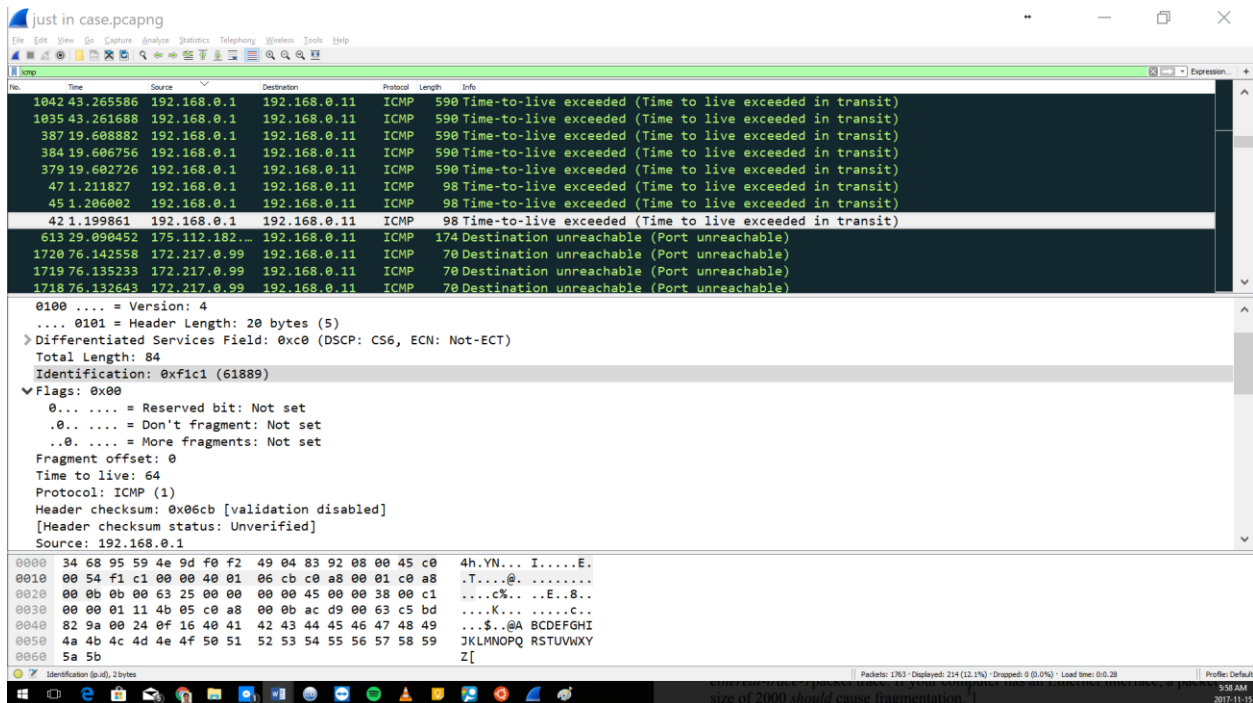 just in case.pcapng
File Edit View Go Capture Analyze Statistics Telephony Wireless Tools Help
icmp Expression... +
No. Time Source Destination Protocol Length Info
1042 43.265586 192.168.0.1 192.168.0.11 ICMP 590 Time-to-live exceeded (Time to live exceeded in transit)
1035 43.261688 192.168.0.1 192.168.0.11 ICMP 590 Time-to-live exceeded (Time to live exceeded in transit)
387 19.608882 192.168.0.1 192.168.0.11 ICMP 590 Time-to-live exceeded (Time to live exceeded in transit)
384 19.606756 192.168.0.1 192.168.0.11 ICMP 590 Time-to-live exceeded (Time to live exceeded in transit)
379 19.602726 192.168.0.1 192.168.0.11 ICMP 590 Time-to-live exceeded (Time to live exceeded in transit)
47 1.211827 192.168.0.1 192.168.0.11 ICMP 98 Time-to-live exceeded (Time to live exceeded in transit)
45 1.206002 192.168.0.1 192.168.0.11 ICMP 98 Time-to-live exceeded (Time to live exceeded in transit)
42 1.199861 192.168.0.1 192.168.0.11 ICMP 98 Time-to-live exceeded (Time to live exceeded in transit)
613 29.090452 175.112.182.… 192.168.0.11 ICMP 174 Destination unreachable (Port unreachable)
1720 76.142558 172.217.0.99 192.168.0.11 ICMP 70 Destination unreachable (Port unreachable)
1719 76.135233 172.217.0.99 192.168.0.11 ICMP 70 Destination unreachable (Port unreachable)
1718 76.132643 172.217.0.99 192.168.0.11 ICMP 70 Destination unreachable (Port unreachable)
0100 .... = Version: 4
.... 0101 = Header Length: 20 bytes (5)
Differentiated Services Field: 0xc0 (DSCP: CS6, ECN: Not-ECT)
Total Length: 84
Identification: 0xf1c1 (61889)
Flags: 0x00
0... .... = Reserved bit: Not set
.0.. .... = Don't fragment: Not set
..0. .... = More fragments: Not set
Fragment offset: 0
Time to live: 64
Protocol: ICMP (1)
Header checksum: 0x06cb [validation disabled]
[Header checksum status: Unverified]
Source: 192.168.0.1
0000 34 68 95 59 4e 9d f0 f2 49 04 83 92 08 00 45 c0 4h.YN... I.....E.
0010 00 54 f1 c1 00 00 40 01 06 cb c0 a8 00 01 c0 a8 .T....@. ........
0020 00 0b 0b 00 63 25 00 00 00 00 45 00 00 38 00 c1 ....c%.. ..E..8..
0030 00 00 01 11 4b 05 c0 a8 00 0b ac d9 00 63 c5 bd ....K... .....c..
0040 82 9a 00 24 0f 16 40 41 42 43 44 45 46 47 48 49 ...$..@A BCDEFGHI
0050 4a 4b 4c 4d 4e 4f 50 51 52 53 54 55 56 57 58 59 JKLMNOPQ RSTUVWXY
0060 5a 5b Z[
Identification (ip.id), 2 bytes Packets: 1763 · Displayed: 214 (12.1%) · Dropped: 0 (0.0%) · Load time: 0:0.28 Profile: Default
size of 2000 should cause fragmentation.
5:58 AM
2017-11-15